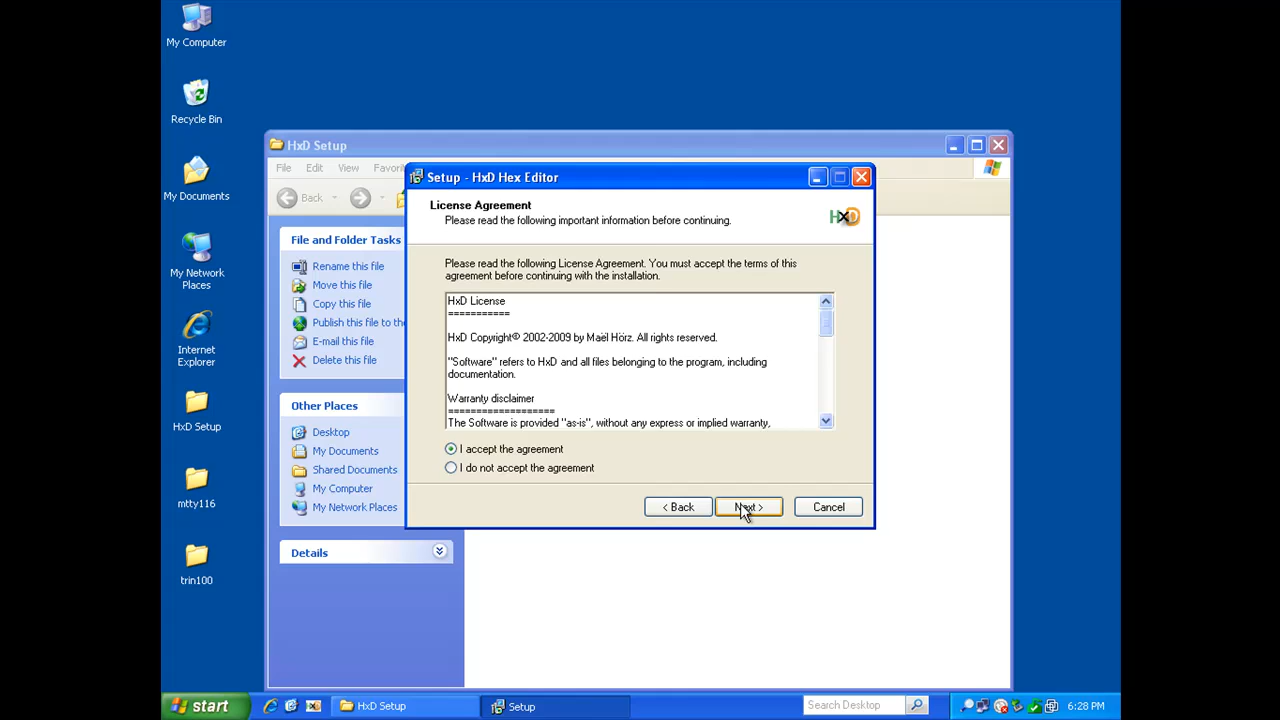 My Computer
Recycle Bin
My Documents
My Network
Places
Internet
Explorer
HxD Setup
mtty116
trin100
HxD Setup
File Edit View Favori
Back
File and Folder Tasks
Rename this file
Move this file
Copy this file
Publish this file to the
E-mail this file
Delete this file
Other Places
Desktop
My Documents
Shared Documents
My Computer
My Network Places
Details
Setup - HxD Hex Editor
License Agreement
Please read the following important information before continuing.
HxD
Please read the following License Agreement. You must accept the terms of this
agreement before continuing with the installation.
HxD License
===========
HxD Copyright© 2002-2009 by Maël Hörz. All rights reserved.
"Software" refers to HxD and all files belonging to the program, including
documentation.
Warranty disclaimer
===================
The Software is provided "as-is", without any express or implied warranty,
I accept the agreement
I do not accept the agreement
< Back Next > Cancel
start HxD Setup Setup Search Desktop 6:28 PM